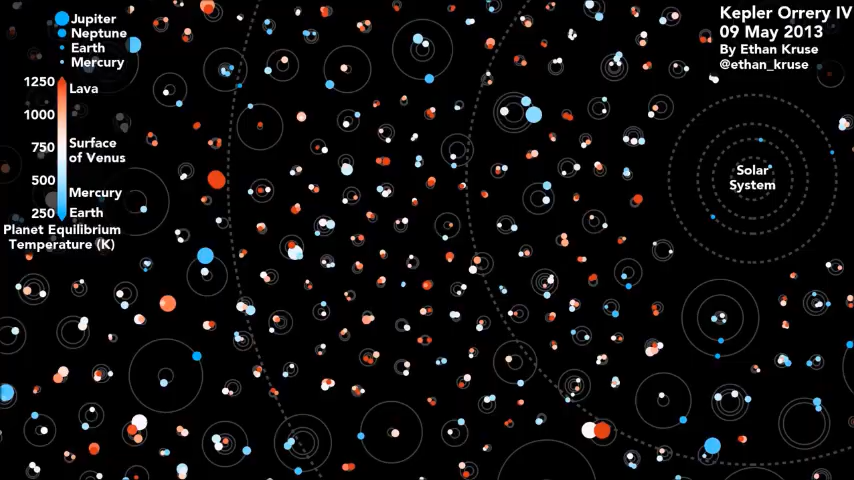 Jupiter
Neptune
Earth
Mercury
1250
Lava
1000
750
Surface
of Venus
500
Mercury
250
Earth
Planet Equilibrium
Temperature (K)
Kepler Orrery IV
09 May 2013
By Ethan Kruse
@ethan_kruse
Solar
System